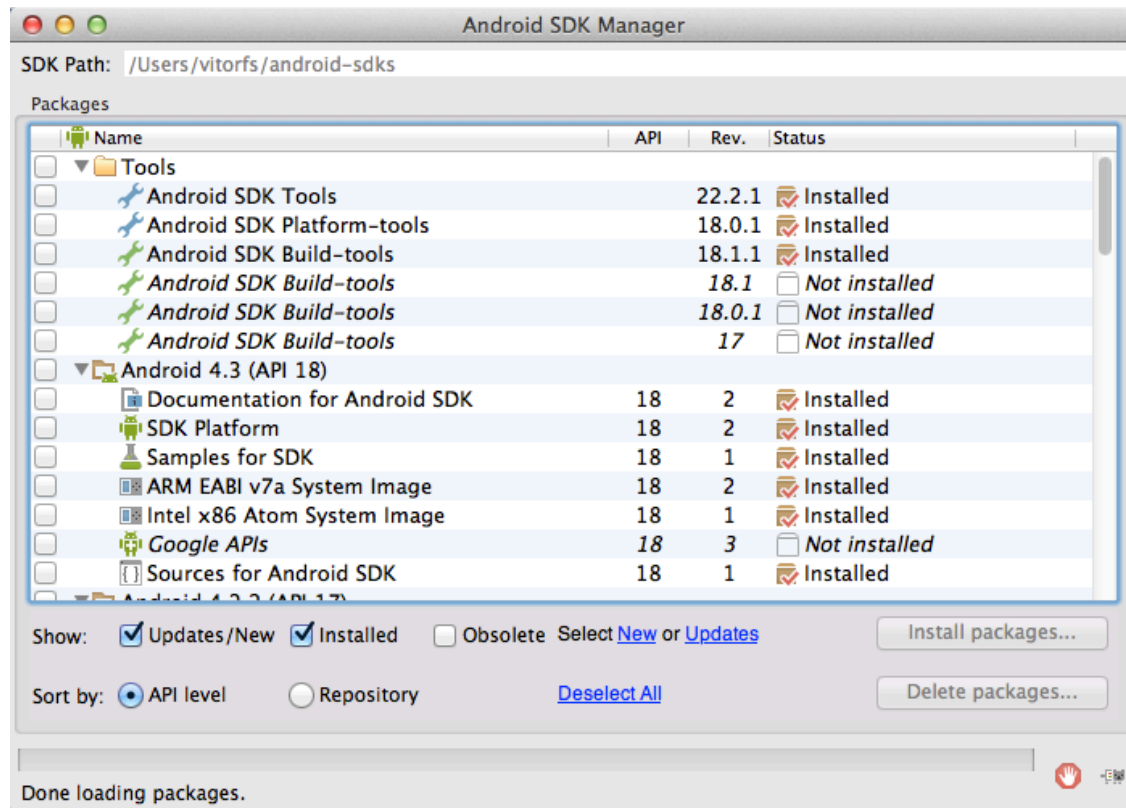 Android SDK Manager
SDK Path: /Users/vitorfs/android-sdks
Packages
Name API Rev. Status
Tools
Android SDK Tools 22.2.1 Installed
Android SDK Platform-tools 18.0.1 Installed
Android SDK Build-tools 18.1.1 Installed
Android SDK Build-tools 18.1 Not installed
Android SDK Build-tools 18.0.1 Not installed
Android SDK Build-tools 17 Not installed
Android 4.3 (API 18)
Documentation for Android SDK 18 2 Installed
SDK Platform 18 2 Installed
Samples for SDK 18 1 Installed
ARM EABI v7a System Image 18 2 Installed
Intel x86 Atom System Image 18 1 Installed
Google APIs 18 3 Not installed
Sources for Android SDK 18 1 Installed
Android 4.2.2 (API 17)
Show: Updates/New Installed Obsolete Select New or Updates Install packages...
Sort by: API level Repository Deselect All Delete packages...
Done loading packages.